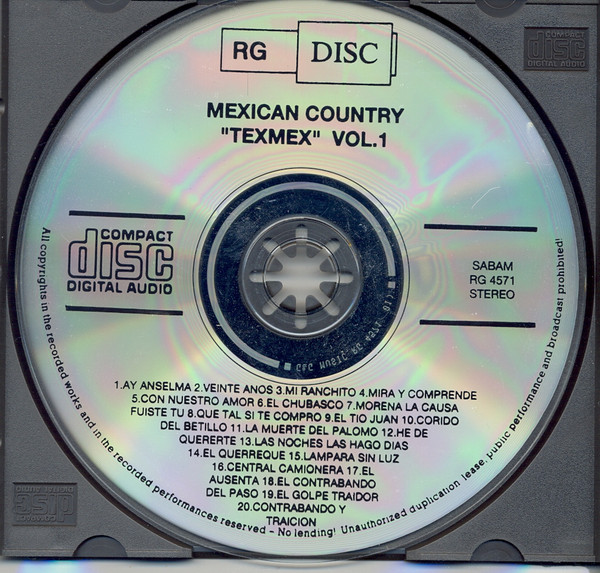 RG DISC
MEXICAN COUNTRY
"TEXMEX" VOL.1
COMPACT
disc
DIGITAL AUDIO
SABAM
RG 4571
STEREO
1.AY ANSELMA 2.VEINTE ANOS 3.MI RANCHITO 4.MIRA Y COMPRENDE
5.CON NUESTRO AMOR 6.EL CHUBASCO 7.MORENA LA CAUSA
FUISTE TU 8.QUE TAL SI TE COMPRO 9.EL TIO JUAN 10.CORIDO
DEL BETILLO 11.LA MUERTE DEL PALOMO 12.HE DE
QUERERTE 13.LAS NOCHES LAS HAGO DIAS
14.EL QUERREQUE 15.LAMPARA SIN LUZ
16.CENTRAL CAMIONERA 17.EL
AUSENTA 18.EL CONTRABANDO
DEL PASO 19.EL GOLPE TRAIDOR
20.CONTRABANDO Y
TRAICION
All copyrights in the recorded works and in the recorded performances reserved – No lending! Unauthorized duplication lease, public performance and broadcast prohibited!
COMPACT
disc
DIGITAL AUDIO
COMPACT
disc
DIGITAL AUDIO